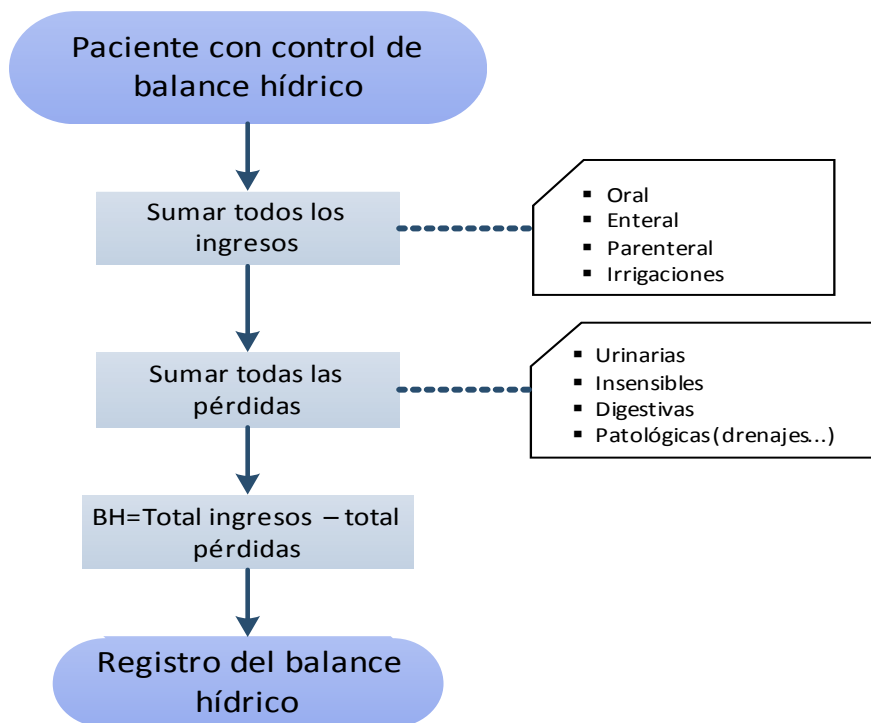 Paciente con control de
balance hídrico
Sumar todos los
ingresos
▪ Oral
▪ Enteral
▪ Parenteral
▪ Irrigaciones
Sumar todas las
pérdidas
▪ Urinarias
▪ Insensibles
▪ Digestivas
▪ Patológicas(drenajes...)
BH=Total ingresos – total
pérdidas
Registro del balance
hídrico